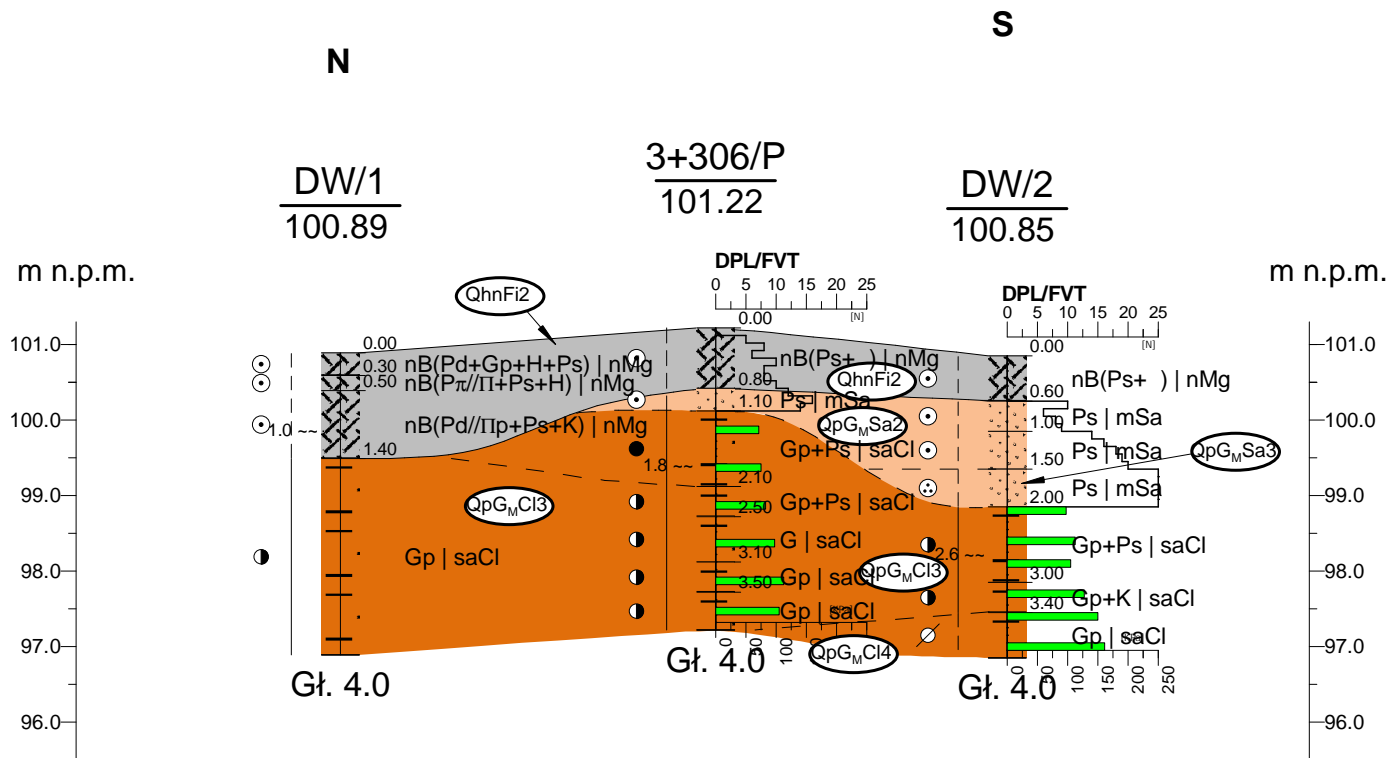 S
N
3+306/P
101.22
DW/1
100.89
DW/2
100.85
m n.p.m.
m n.p.m.
DPL/FVT
0 5 10 15 20 25
[N]
DPL/FVT
0 5 10 15 20 25
[N]
QhnFi2
101.0
100.0
99.0
98.0
97.0
96.0
0.00
0.30
nB(Pd+Gp+H+Ps) | nMg
0.50
nB(Pπ//Π+Ps+H) | nMg
nB(Pd//Πp+Ps+K) | nMg
1.0 ~~
1.40
QpGMCl3
Gp | saCl
Gł. 4.0
0.00
nB(Ps+ ) | nMg
0.80
QhnFi2
1.10
Ps | mSa
QpGMSa2
Gp+Ps | saCl
1.8 ~~
2.10
Gp+Ps | saCl
2.50
G | saCl
3.10
Gp | saCl
QpGMCl3
3.50
Gp | saCl
0 50 100
QpGMCl4
Gł. 4.0
0.00
nB(Ps+ ) | nMg
0.60
Ps | mSa
1.00
Ps | mSa
QpGMSa3
1.50
Ps | mSa
2.00
Gp+Ps | saCl
2.6 ~~
3.00
Gp+K | saCl
3.40
Gp | saCl
0 50 100 150 200 250
Gł. 4.0
101.0
100.0
99.0
98.0
97.0
96.0